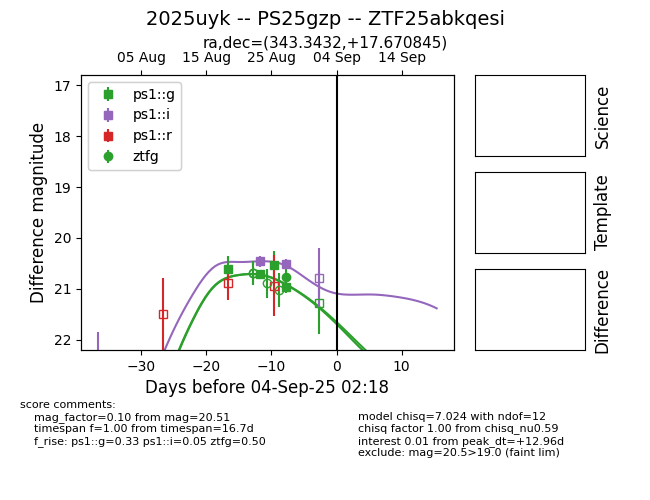 2025uyk -- PS25gzp -- ZTF25abkqesi
ra,dec=(343.3432,+17.670845)
05 Aug 15 Aug 25 Aug 04 Sep 14 Sep
17
18
19
20
21
22
Difference magnitude
ps1::g
ps1::i
ps1::r
ztfg
−30 −20 −10 0 10
Days before 04-Sep-25 02:18
Science
Template
Difference
score comments:
mag_factor=0.10 from mag=20.51
timespan f=1.00 from timespan=16.7d
f_rise: ps1::g=0.33 ps1::i=0.05 ztfg=0.50
model chisq=7.024 with ndof=12
chisq factor 1.00 from chisq_nu0.59
interest 0.01 from peak_dt=+12.96d
exclude: mag=20.5>19.0 (faint lim)